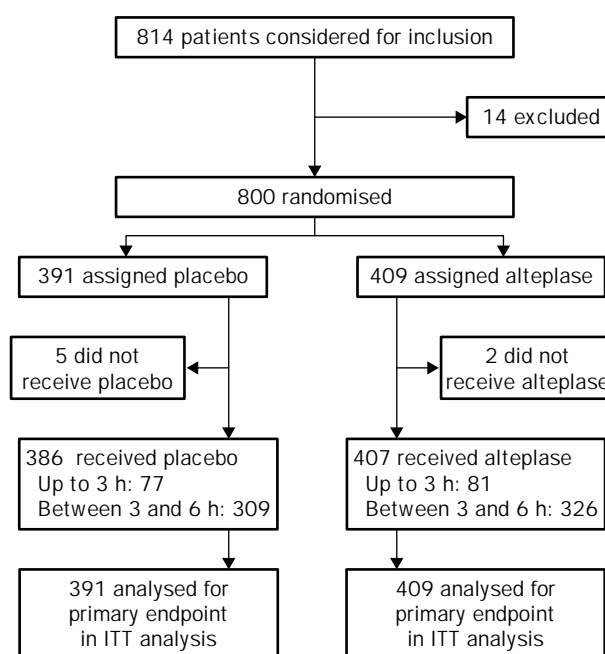 814 patients considered for inclusion
14 excluded
800 randomised
391 assigned placebo
409 assigned alteplase
5 did not
receive placebo
2 did not
receive alteplase
386 received placebo
Up to 3 h: 77
Between 3 and 6 h: 309
407 received alteplase
Up to 3 h: 81
Between 3 and 6 h: 326
391 analysed for
primary endpoint
in ITT analysis
409 analysed for
primary endpoint
in ITT analysis